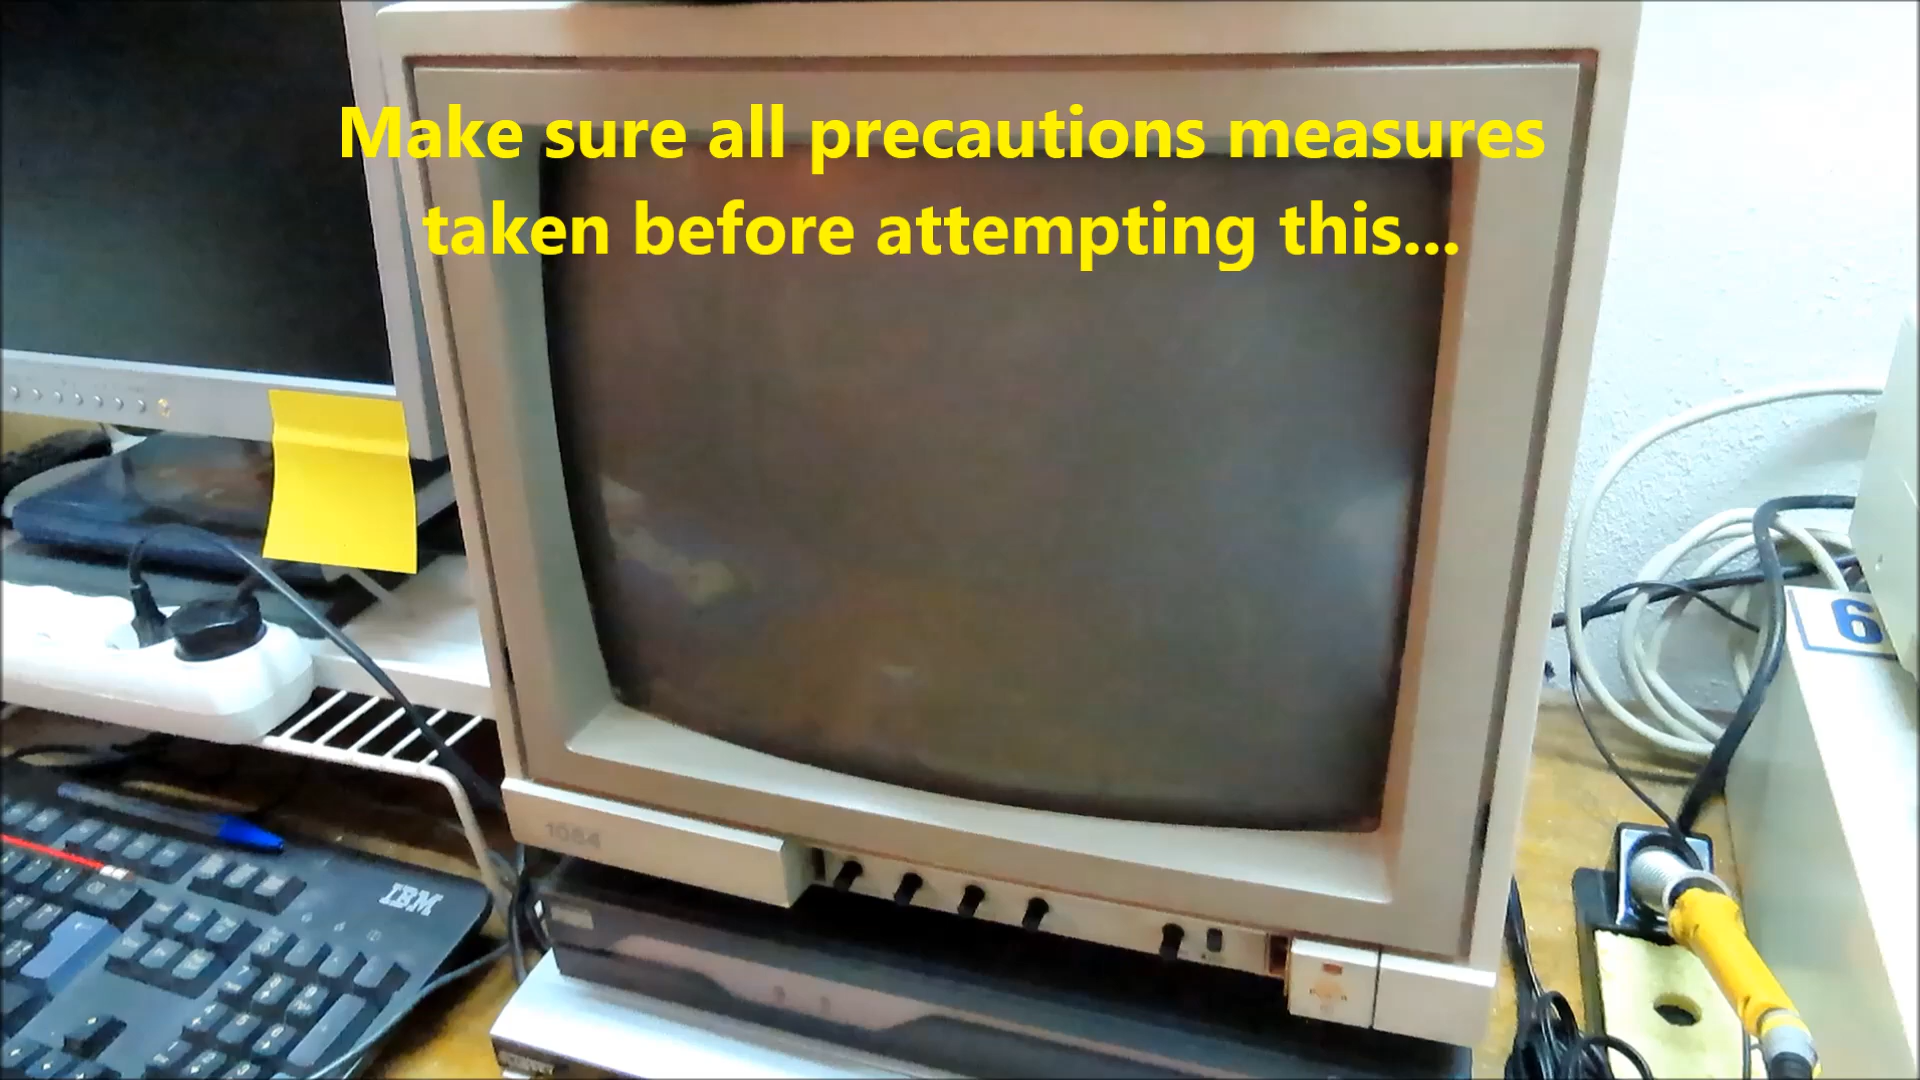 Make sure all precautions measures
taken before attempting this...
6
1084
IBM